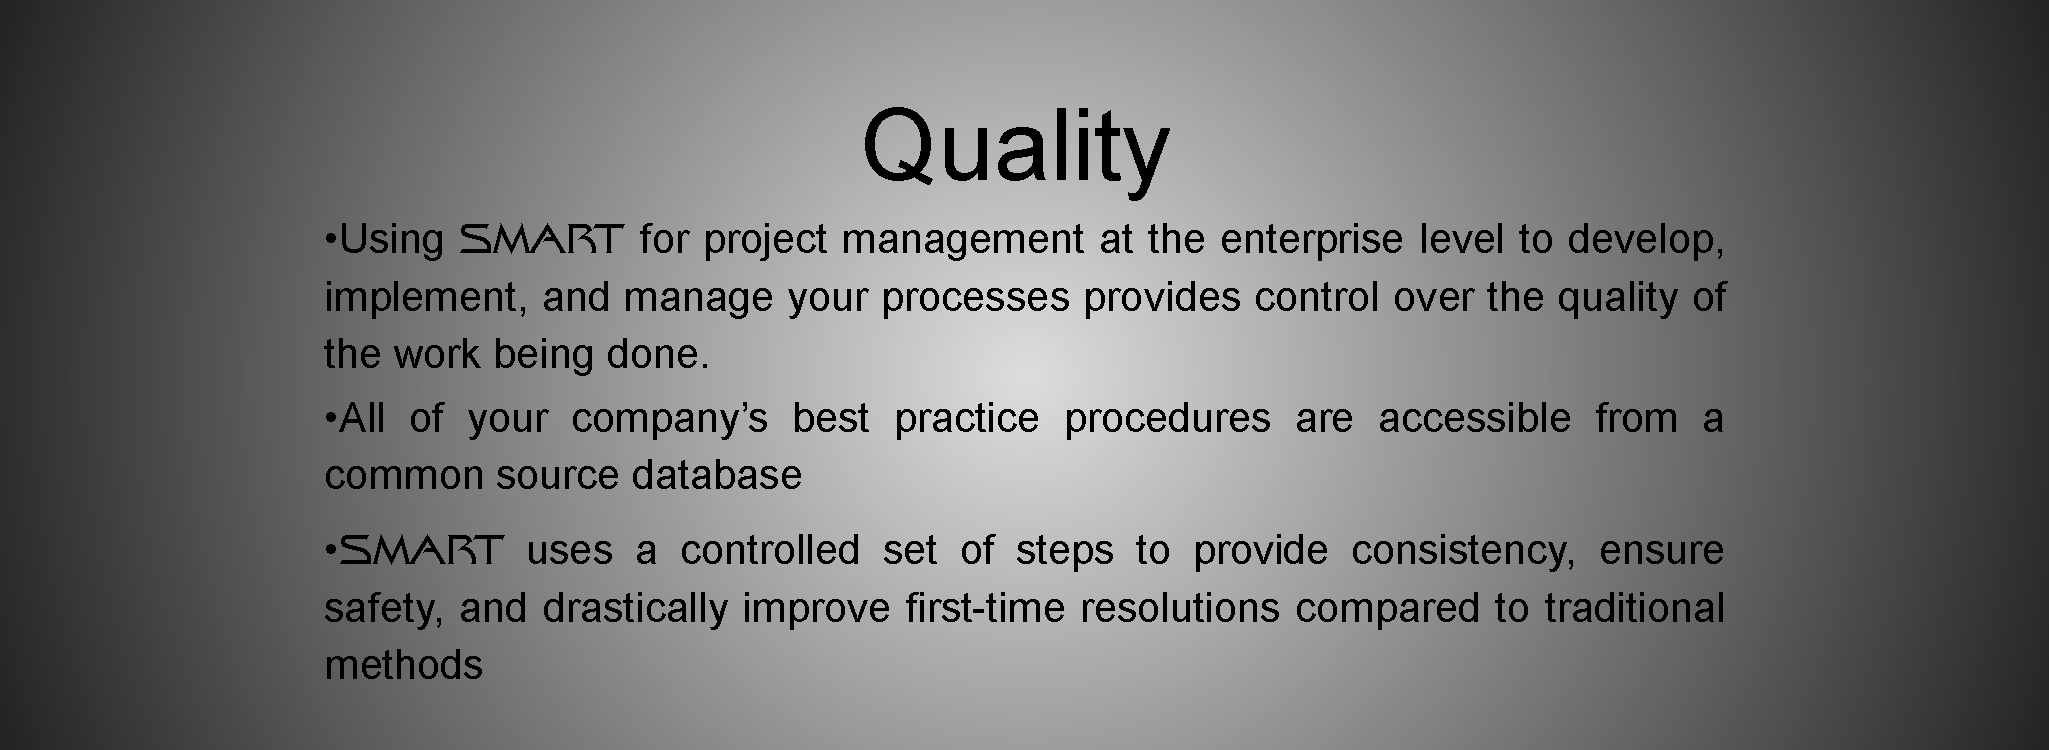 Quality
•Using SMART for project management at the enterprise level to develop,
implement, and manage your processes provides control over the quality of
the work being done.
•All of your company’s best practice procedures are accessible from a
common source database
•SMART uses a controlled set of steps to provide consistency, ensure
safety, and drastically improve first-time resolutions compared to traditional
methods